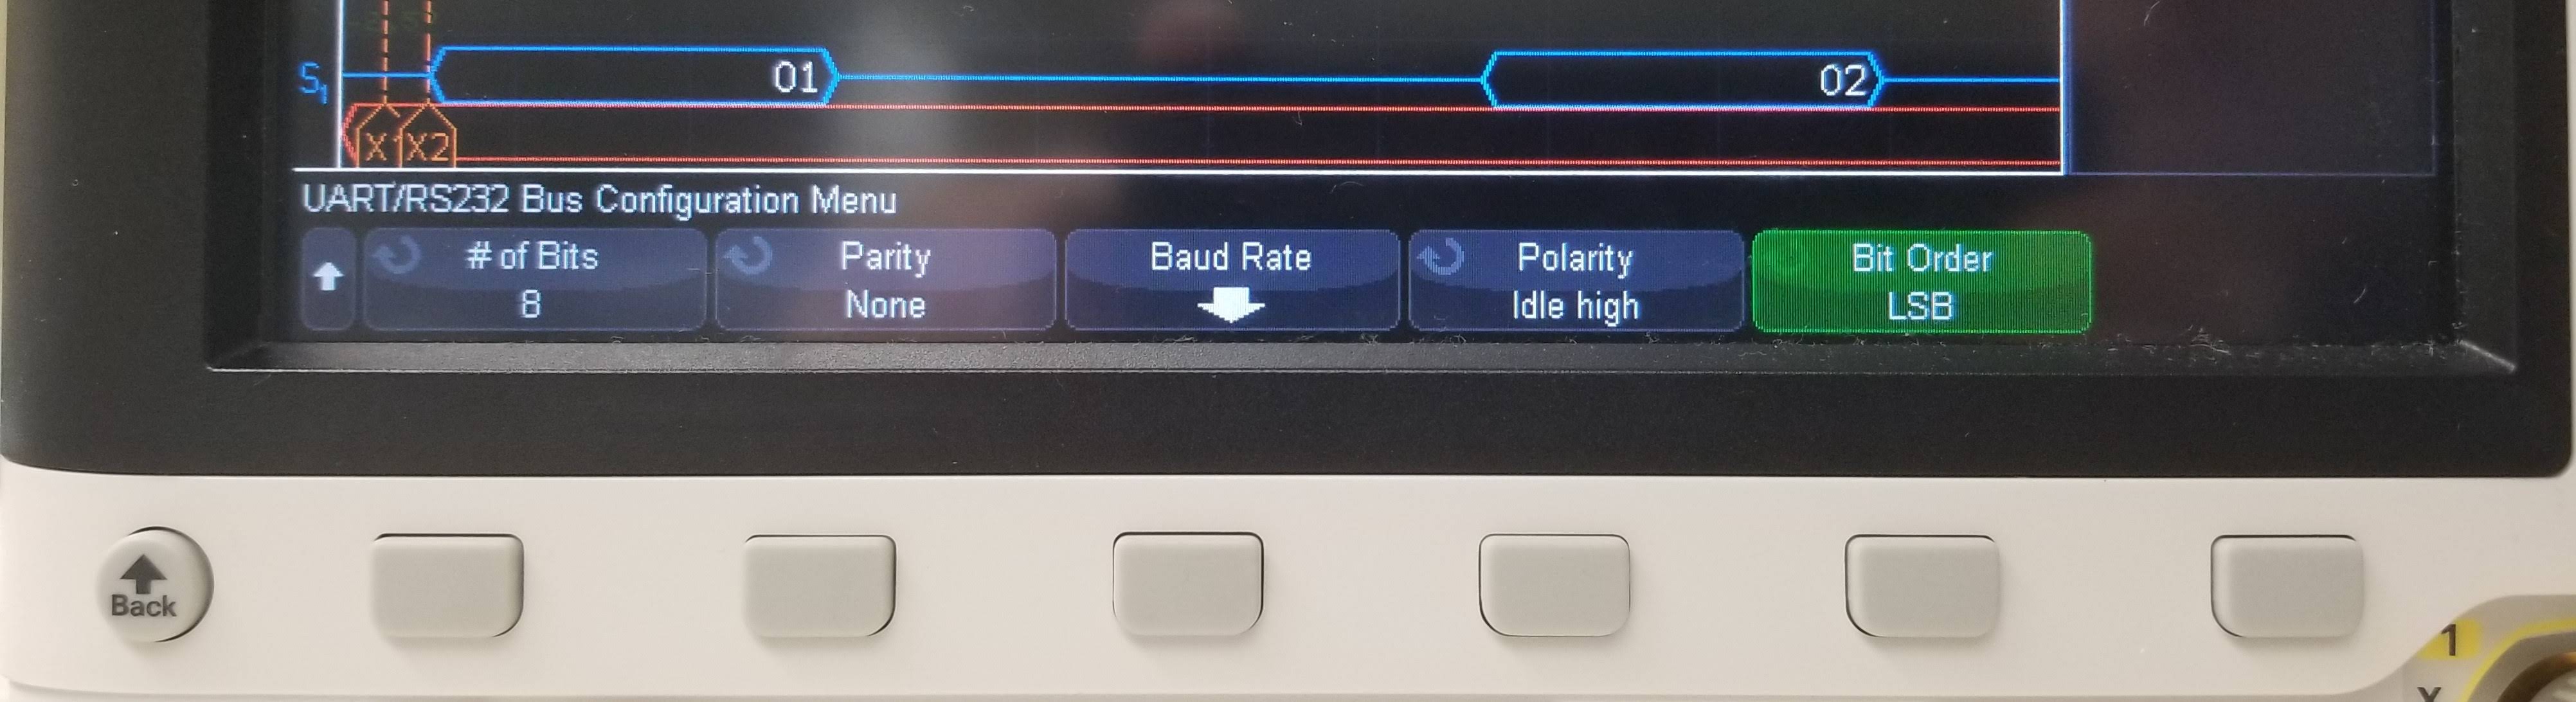 S1 01 02
X1 X2
UART/RS232 Bus Configuration Menu
# of Bits Parity Baud Rate Polarity Bit Order
8 None Idle high LSB
Back
1